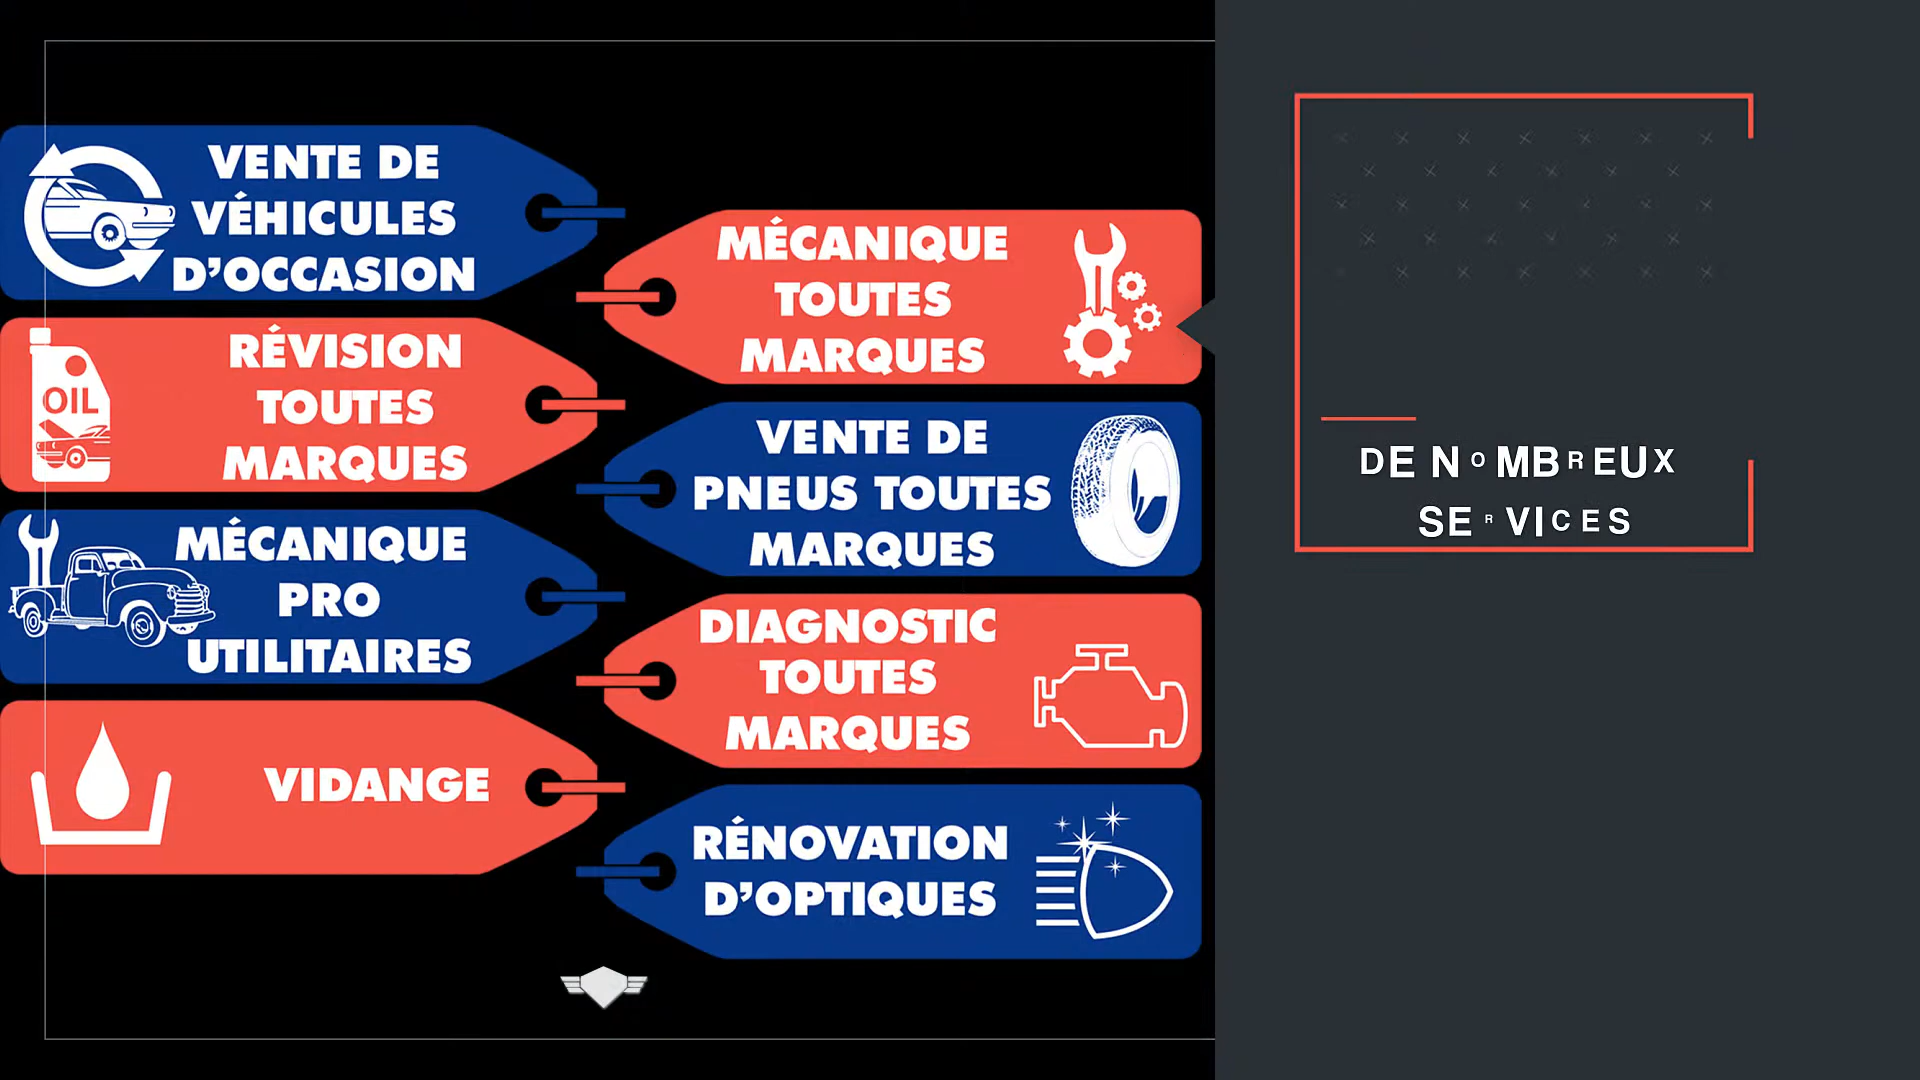 VENTE DE
VÉHICULES
D’OCCASION
MÉCANIQUE
TOUTES
MARQUES
OIL
RÉVISION
TOUTES
MARQUES
VENTE DE
PNEUS TOUTES
MARQUES
MÉCANIQUE
PRO
UTILITAIRES
DIAGNOSTIC
TOUTES
MARQUES
VIDANGE
RÉNOVATION
D’OPTIQUES
DE NOMBREUX
SERVICES